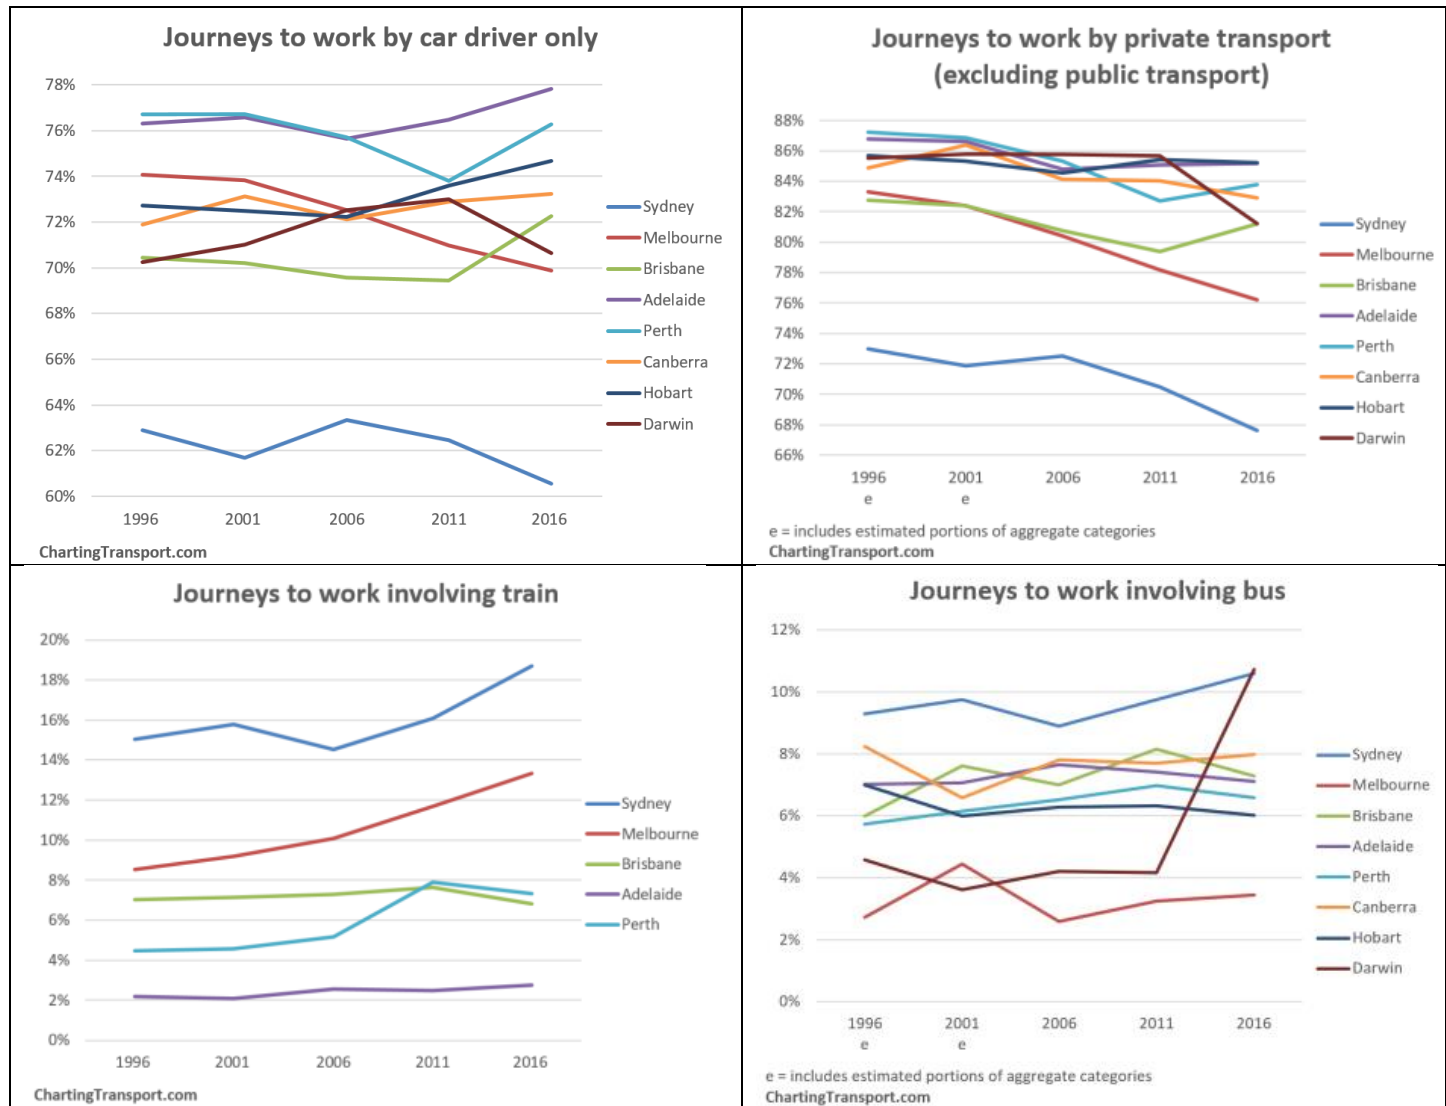 Journeys to work by car driver only
78%
76%
74%
72%
70%
68%
66%
64%
62%
60%
1996 2001 2006 2011 2016
Sydney
Melbourne
Brisbane
Adelaide
Perth
Canberra
Hobart
Darwin
ChartingTransport.com
Journeys to work by private transport
(excluding public transport)
88%
86%
84%
82%
80%
78%
76%
74%
72%
70%
68%
66%
1996 2001 2006 2011 2016
e e
Sydney
Melbourne
Brisbane
Adelaide
Perth
Canberra
Hobart
Darwin
e = includes estimated portions of aggregate categories
ChartingTransport.com
Journeys to work involving train
20%
18%
16%
14%
12%
10%
8%
6%
4%
2%
0%
1996 2001 2006 2011 2016
Sydney
Melbourne
Brisbane
Adelaide
Perth
ChartingTransport.com
Journeys to work involving bus
12%
10%
8%
6%
4%
2%
0%
1996 2001 2006 2011 2016
e e
Sydney
Melbourne
Brisbane
Adelaide
Perth
Canberra
Hobart
Darwin
e = includes estimated portions of aggregate categories
ChartingTransport.com